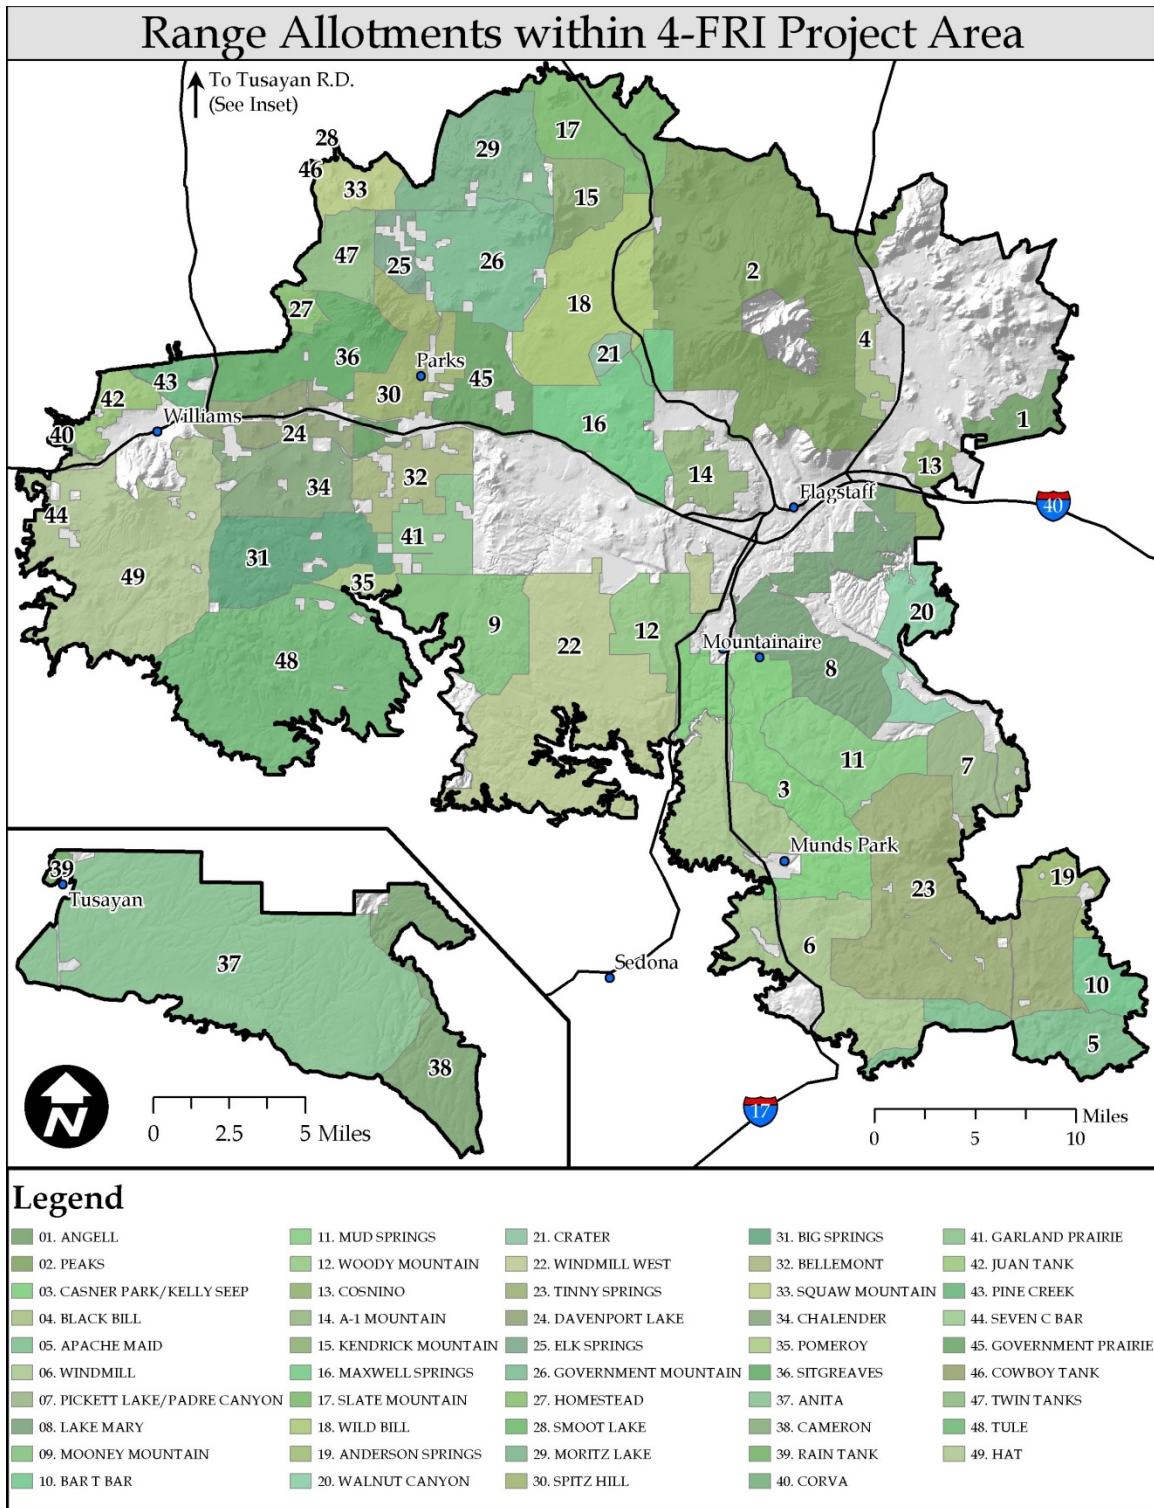 Range Allotments within 4-FRI Project Area
To Tusayan R.D.
(See Inset)
28
46
33
29
17
15
47
25
26
2
27
18
36
21
4
Parks
43
30
45
42
Williams
40
24
16
1
14
13
32
34
Flagstaff
40
44
41
31
49
35
20
9
12
22
Mountainaire
48
8
11
7
3
Munds Park
39
Tusayan
23
19
37
6
Sedona
10
38
5
N
0 2.5 5 Miles
17
Miles
0 5 10
Legend
01. ANGELL
02. PEAKS
03. CASNER PARK/KELLY SEEP
04. BLACK BILL
05. APACHE MAID
06. WINDMILL
07. PICKETT LAKE/PADRE CANYON
08. LAKE MARY
09. MOONEY MOUNTAIN
10. BAR T BAR
11. MUD SPRINGS
12. WOODY MOUNTAIN
13. COSNINO
14. A-1 MOUNTAIN
15. KENDRICK MOUNTAIN
16. MAXWELL SPRINGS
17. SLATE MOUNTAIN
18. WILD BILL
19. ANDERSON SPRINGS
20. WALNUT CANYON
21. CRATER
22. WINDMILL WEST
23. TINNY SPRINGS
24. DAVENPORT LAKE
25. ELK SPRINGS
26. GOVERNMENT MOUNTAIN
27. HOMESTEAD
28. SMOOT LAKE
29. MORITZ LAKE
30. SPITZ HILL
31. BIG SPRINGS
32. BELLEMONT
33. SQUAW MOUNTAIN
34. CHALENDER
35. POMEROY
36. SITGREAVES
37. ANITA
38. CAMERON
39. RAIN TANK
40. CORVA
41. GARLAND PRAIRIE
42. JUAN TANK
43. PINE CREEK
44. SEVEN C BAR
45. GOVERNMENT PRAIRIE
46. COWBOY TANK
47. TWIN TANKS
48. TULE
49. HAT